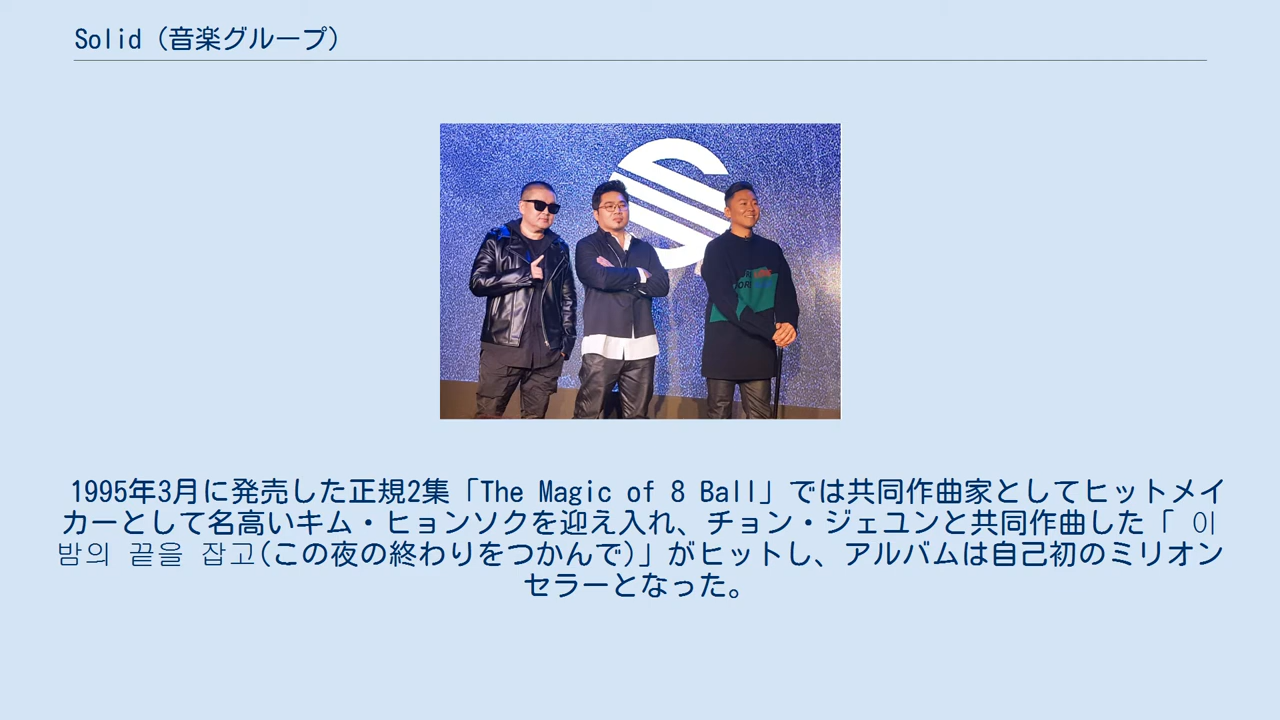 Solid（音楽グループ）
1995年3月に発売した正規2集「The Magic of 8 Ball」では共同作曲家としてヒットメイ
カーとして名高いキム・ヒョンソクを迎え入れ、チョン・ジェユンと共同作曲した「 이
밤의 끝을 잡고(この夜の終わりをつかんで)」がヒットし、アルバムは自己初のミリオン
セラーとなった。